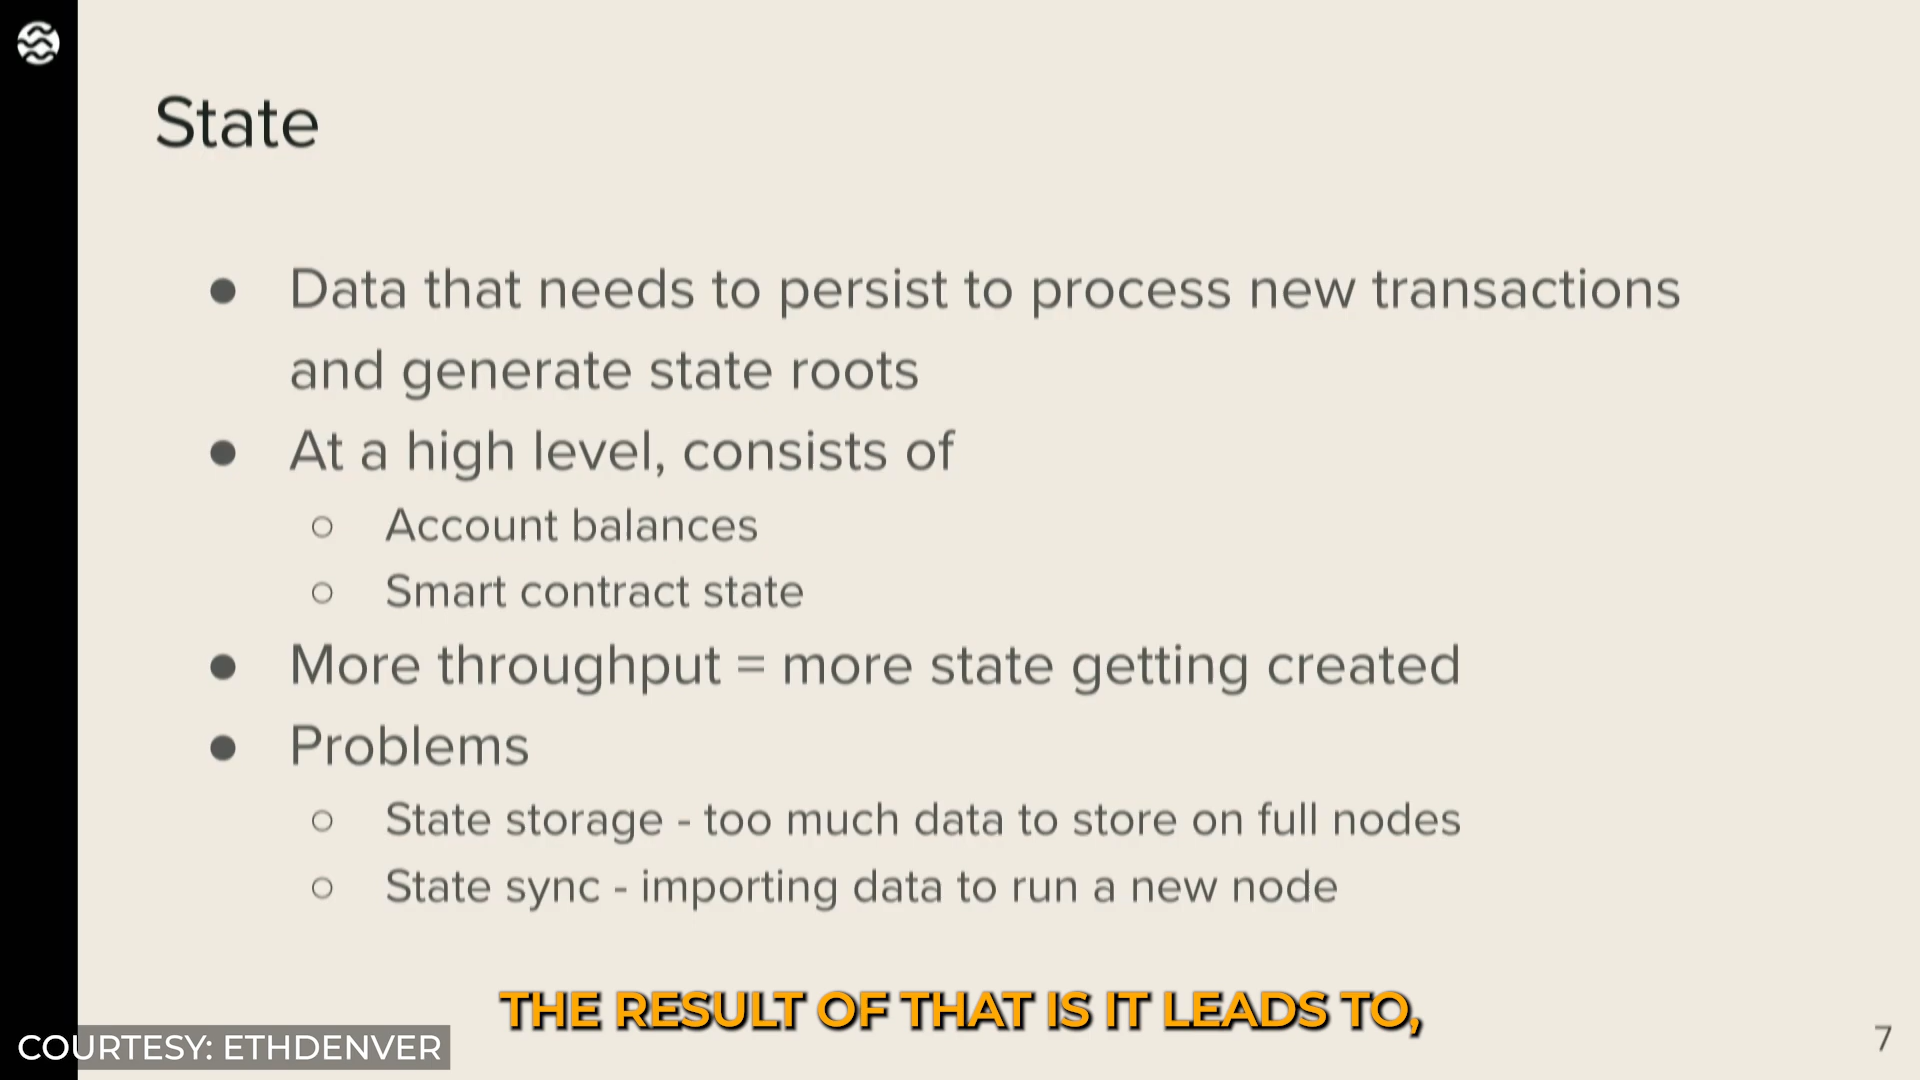 State
● Data that needs to persist to process new transactions
and generate state roots
● At a high level, consists of
○ Account balances
○ Smart contract state
● More throughput = more state getting created
● Problems
○ State storage - too much data to store on full nodes
○ State sync - importing data to run a new node
THE RESULT OF THAT IS IT LEADS TO,
COURTESY: ETHDENVER
7